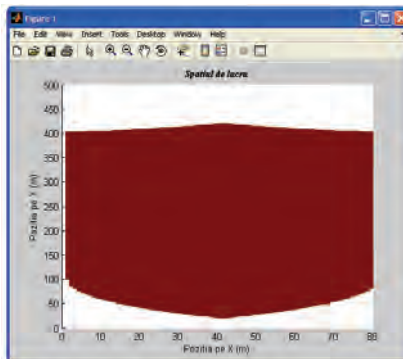 Figure 1
File Edit View Insert Tools Desktop Window Help
Spatiul de lucru
500
450
400
350
300
250
200
150
100
50
0
Pozitia pe Y (m)
0 10 20 30 40 50 60 70 80
Pozitia pe X (m)